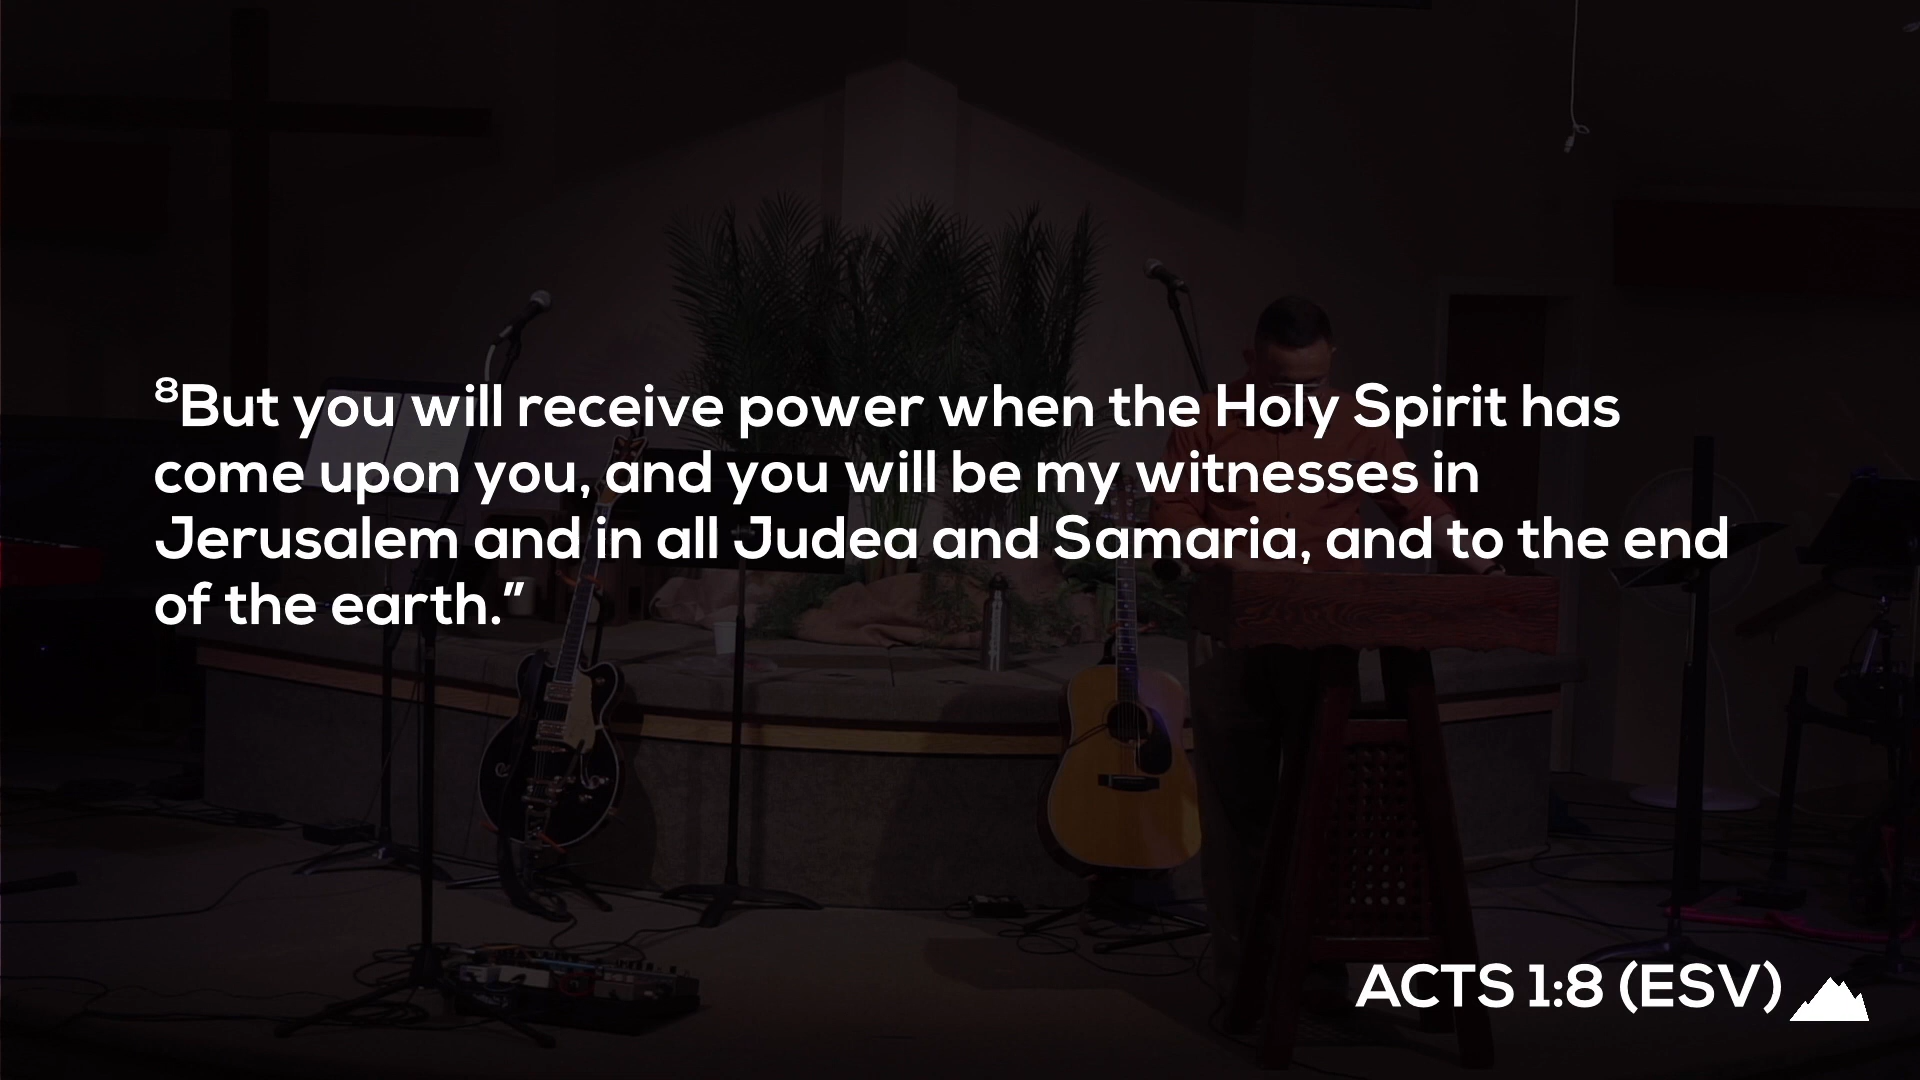 ⁸But you will receive power when the Holy Spirit has
come upon you, and you will be my witnesses in
Jerusalem and in all Judea and Samaria, and to the end
of the earth.”
ACTS 1:8 (ESV)